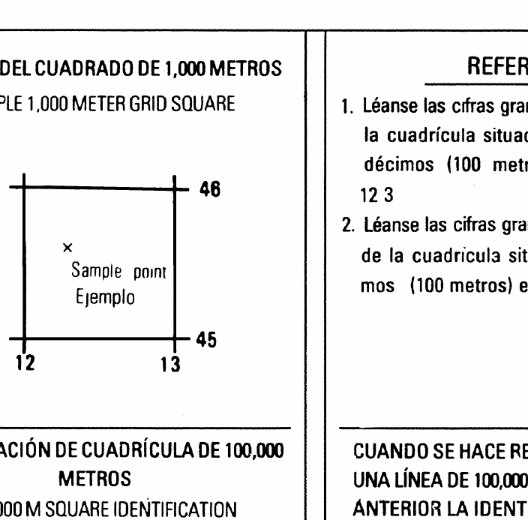 DEL CUADRADO DE 1,000 METROS
PLE 1,000 METER GRID SQUARE
46
×
Sample point
Ejemplo
45
12
13
ACIÓN DE CUADRÍCULA DE 100,000
METROS
000 M SQUARE IDENTIFICATION
REFER
1. Léanse las cifras gra
la cuadrícula situa
décimos (100 metr
12 3
2. Léanse las cifras gra
de la cuadricula sit
mos (100 metros) e
CUANDO SE HACE RE
UNA LÍNEA DE 100,000
ANTERIOR LA IDENT